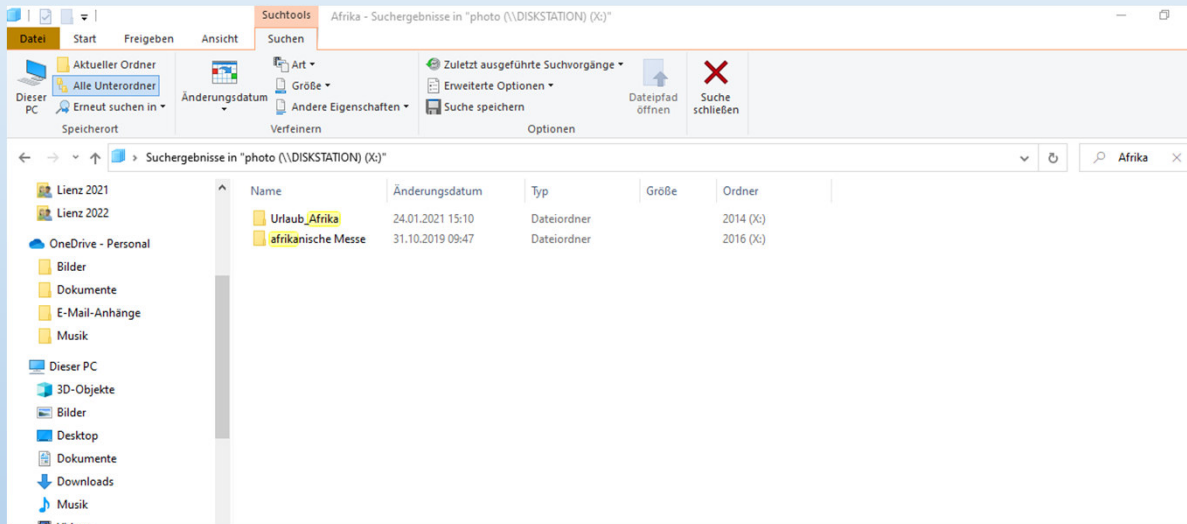 Suchtools Afrika - Suchergebnisse in "photo (\\DISKSTATION) (X:)"
Datei Start Freigeben Ansicht Suchen
Dieser PC
Aktueller Ordner
Alle Unterordner
Erneut suchen in
Speicherort
Änderungsdatum
Art
Größe
Andere Eigenschaften
Verfeinern
Zuletzt ausgeführte Suchvorgänge
Erweiterte Optionen
Suche speichern
Dateipfad öffnen
Optionen
Suche schließen
Suchergebnisse in "photo (\\DISKSTATION) (X:)"
Afrika
Lienz 2021
Lienz 2022
OneDrive - Personal
Bilder
Dokumente
E-Mail-Anhänge
Musik
Dieser PC
3D-Objekte
Bilder
Desktop
Dokumente
Downloads
Musik
Name Änderungsdatum Typ Größe Ordner
Urlaub_Afrika 24.01.2021 15:10 Dateiordner 2014 (X:)
afrikanische Messe 31.10.2019 09:47 Dateiordner 2016 (X:)